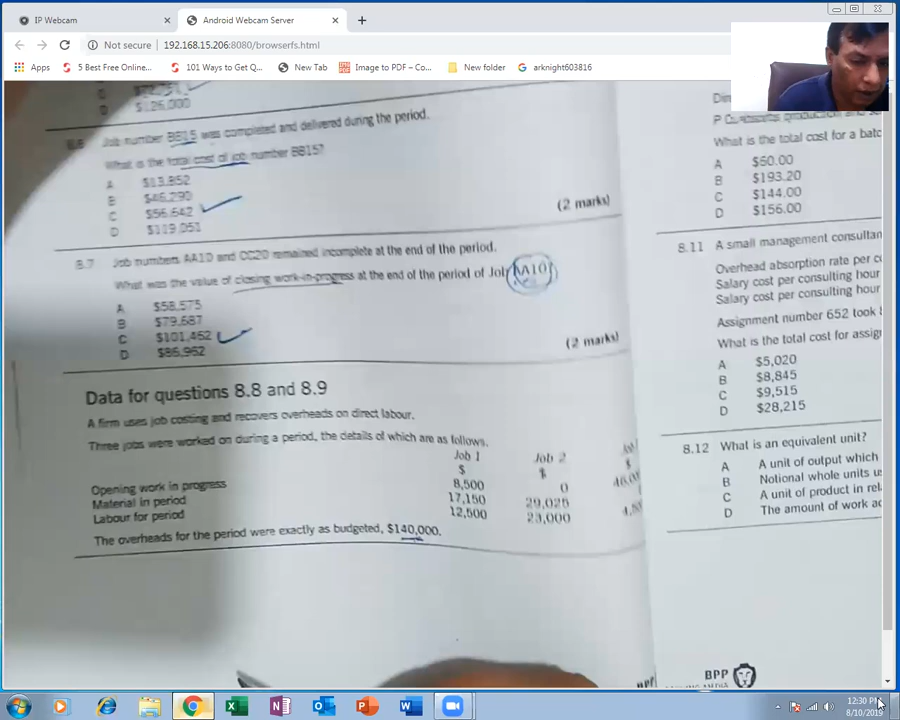 IP Webcam
Android Webcam Server
Not secure | 192.168.15.206:8080/browserfs.html
Apps
5 Best Free Online...
101 Ways to Get Q...
New Tab
Image to PDF – Co...
New folder
arknight603816
D $126,000
8.6 Job number BB15 was completed and delivered during the period.
What is the total cost of job number BB15?
A $13,852
B $46,290
C $56,642
D $119,051
(2 marks)
8.7 Job numbers AA10 and CC20 remained incomplete at the end of the period.
What was the value of closing work-in-progress at the end of the period of Job AA10
A $58,575
B $79,687
C $101,462
D $86,962
(2 marks)
Data for questions 8.8 and 8.9
A firm uses job costing and recovers overheads on direct labour.
Three jobs were worked on during a period, the details of which are as follows.
Job 1 Job 2
$ $ $
Opening work in progress 8,500 0
Material in period 17,150 29,025
Labour for period 12,500 23,000
The overheads for the period were exactly as budgeted, $140,000.
What is the total cost for a batc
A $60.00
B $193.20
C $144.00
D $156.00
8.11 A small management consultan
Overhead absorption rate per c
Salary cost per consulting hour
Salary cost per consulting hour
Assignment number 652 took
What is the total cost for assig
A $5,020
B $8,845
C $9,515
D $28,215
8.12 What is an equivalent unit?
A A unit of output which
B Notional whole units u
C A unit of product in rel
D The amount of work ac
BPP
12:30 PM
8/10/2019